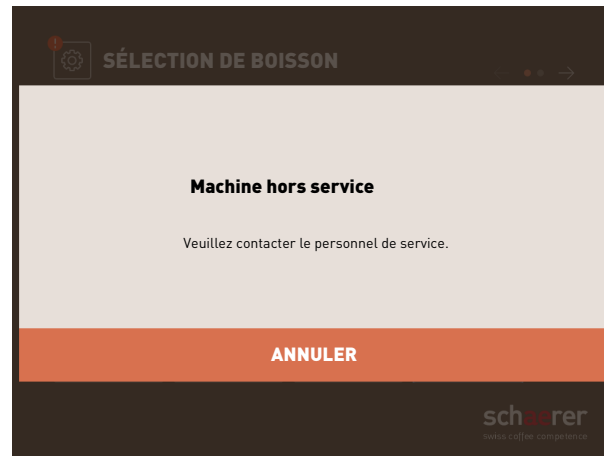 !
SÉLECTION DE BOISSON
Machine hors service
Veuillez contacter le personnel de service.
ANNULER
schaerer
swiss coffee competence